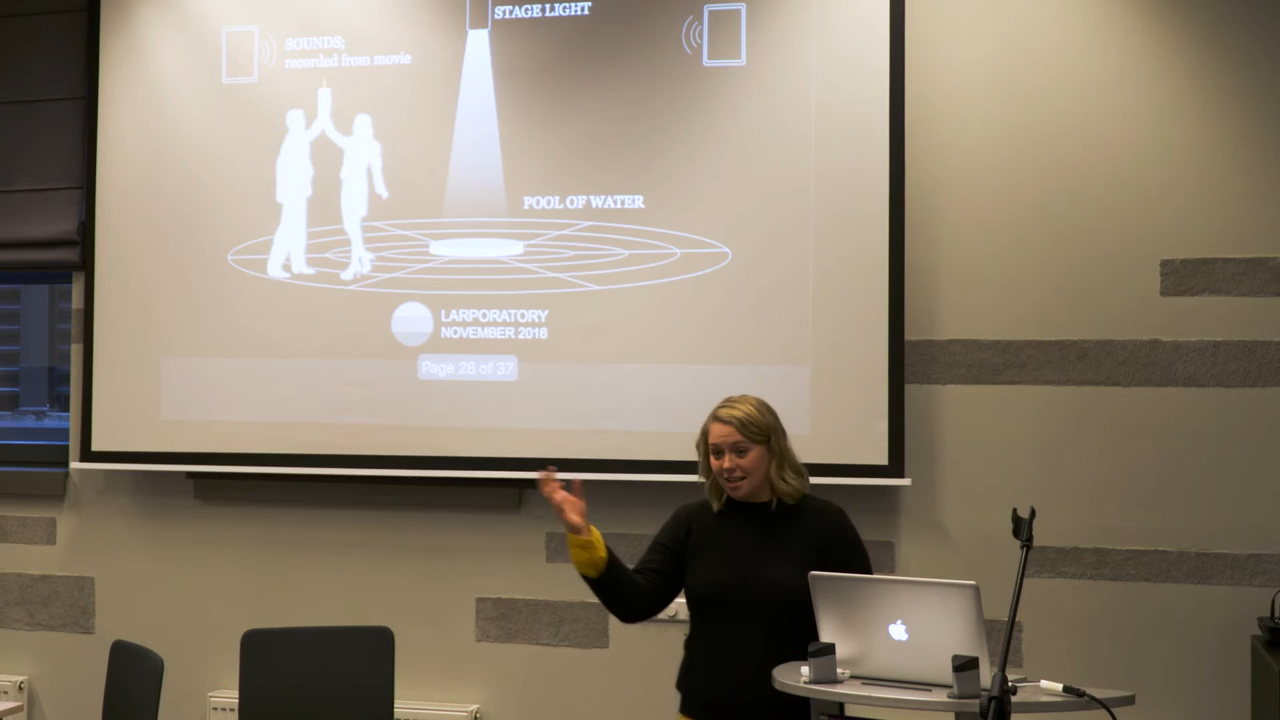 STAGE LIGHT
SOUNDS;
recorded from movie
POOL OF WATER
LARPORATORY
NOVEMBER 2016
Page 28 of 37